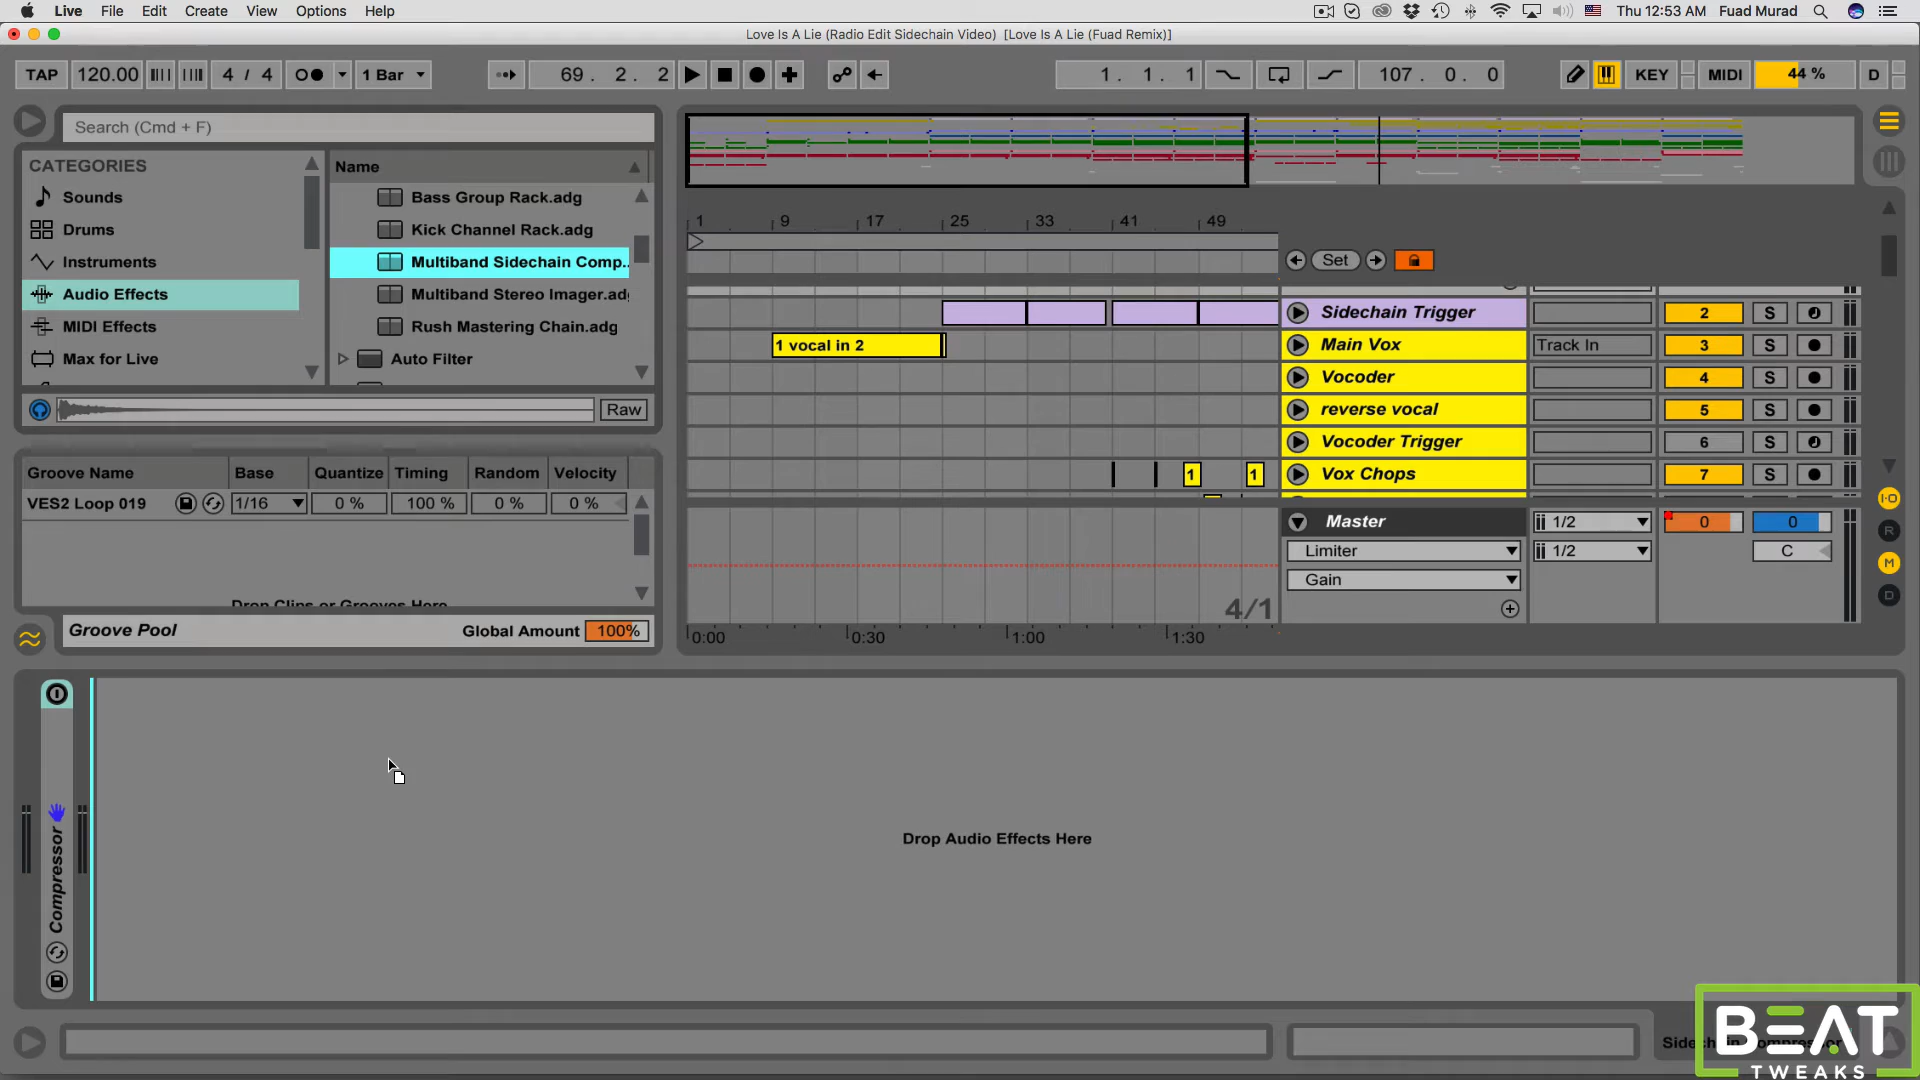 Live File Edit Create View Options Help Thu 12:53 AM Fuad Murad
Love Is A Lie (Radio Edit Sidechain Video) [Love Is A Lie (Fuad Remix)]
TAP 120.00 4 / 4 1 Bar 69. 2. 2 1. 1. 1 107. 0. 0 KEY MIDI 44 % D
Search (Cmd + F)
CATEGORIES
Sounds
Drums
Instruments
Audio Effects
MIDI Effects
Max for Live
Name
Bass Group Rack.adg
Kick Channel Rack.adg
Multiband Sidechain Comp..
Multiband Stereo Imager.adg
Rush Mastering Chain.adg
Auto Filter
Raw
Groove Name Base Quantize Timing Random Velocity
VES2 Loop 019 1/16 0 % 100 % 0 % 0 %
Drop Clips or Grooves Here
Groove Pool Global Amount 100%
1 9 17 25 33 41 49
Set
Sidechain Trigger 2 S
1 vocal in 2 Main Vox Track In 3 S
Vocoder 4 S
reverse vocal 5 S
Vocoder Trigger 6 S
1 1 Vox Chops 7 S
Master 1/2 0 0
Limiter 1/2 C
Gain
4/1
0:00 0:30 1:00 1:30
I·O
R
M
D
Compressor
Drop Audio Effects Here
BEAT
TWEAKS